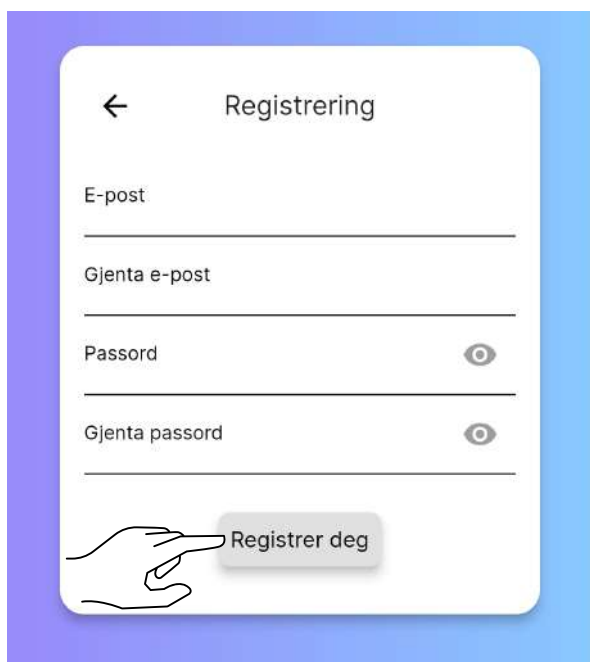 Registrering
E-post
Gjenta e-post
Passord
Gjenta passord
Registrer deg